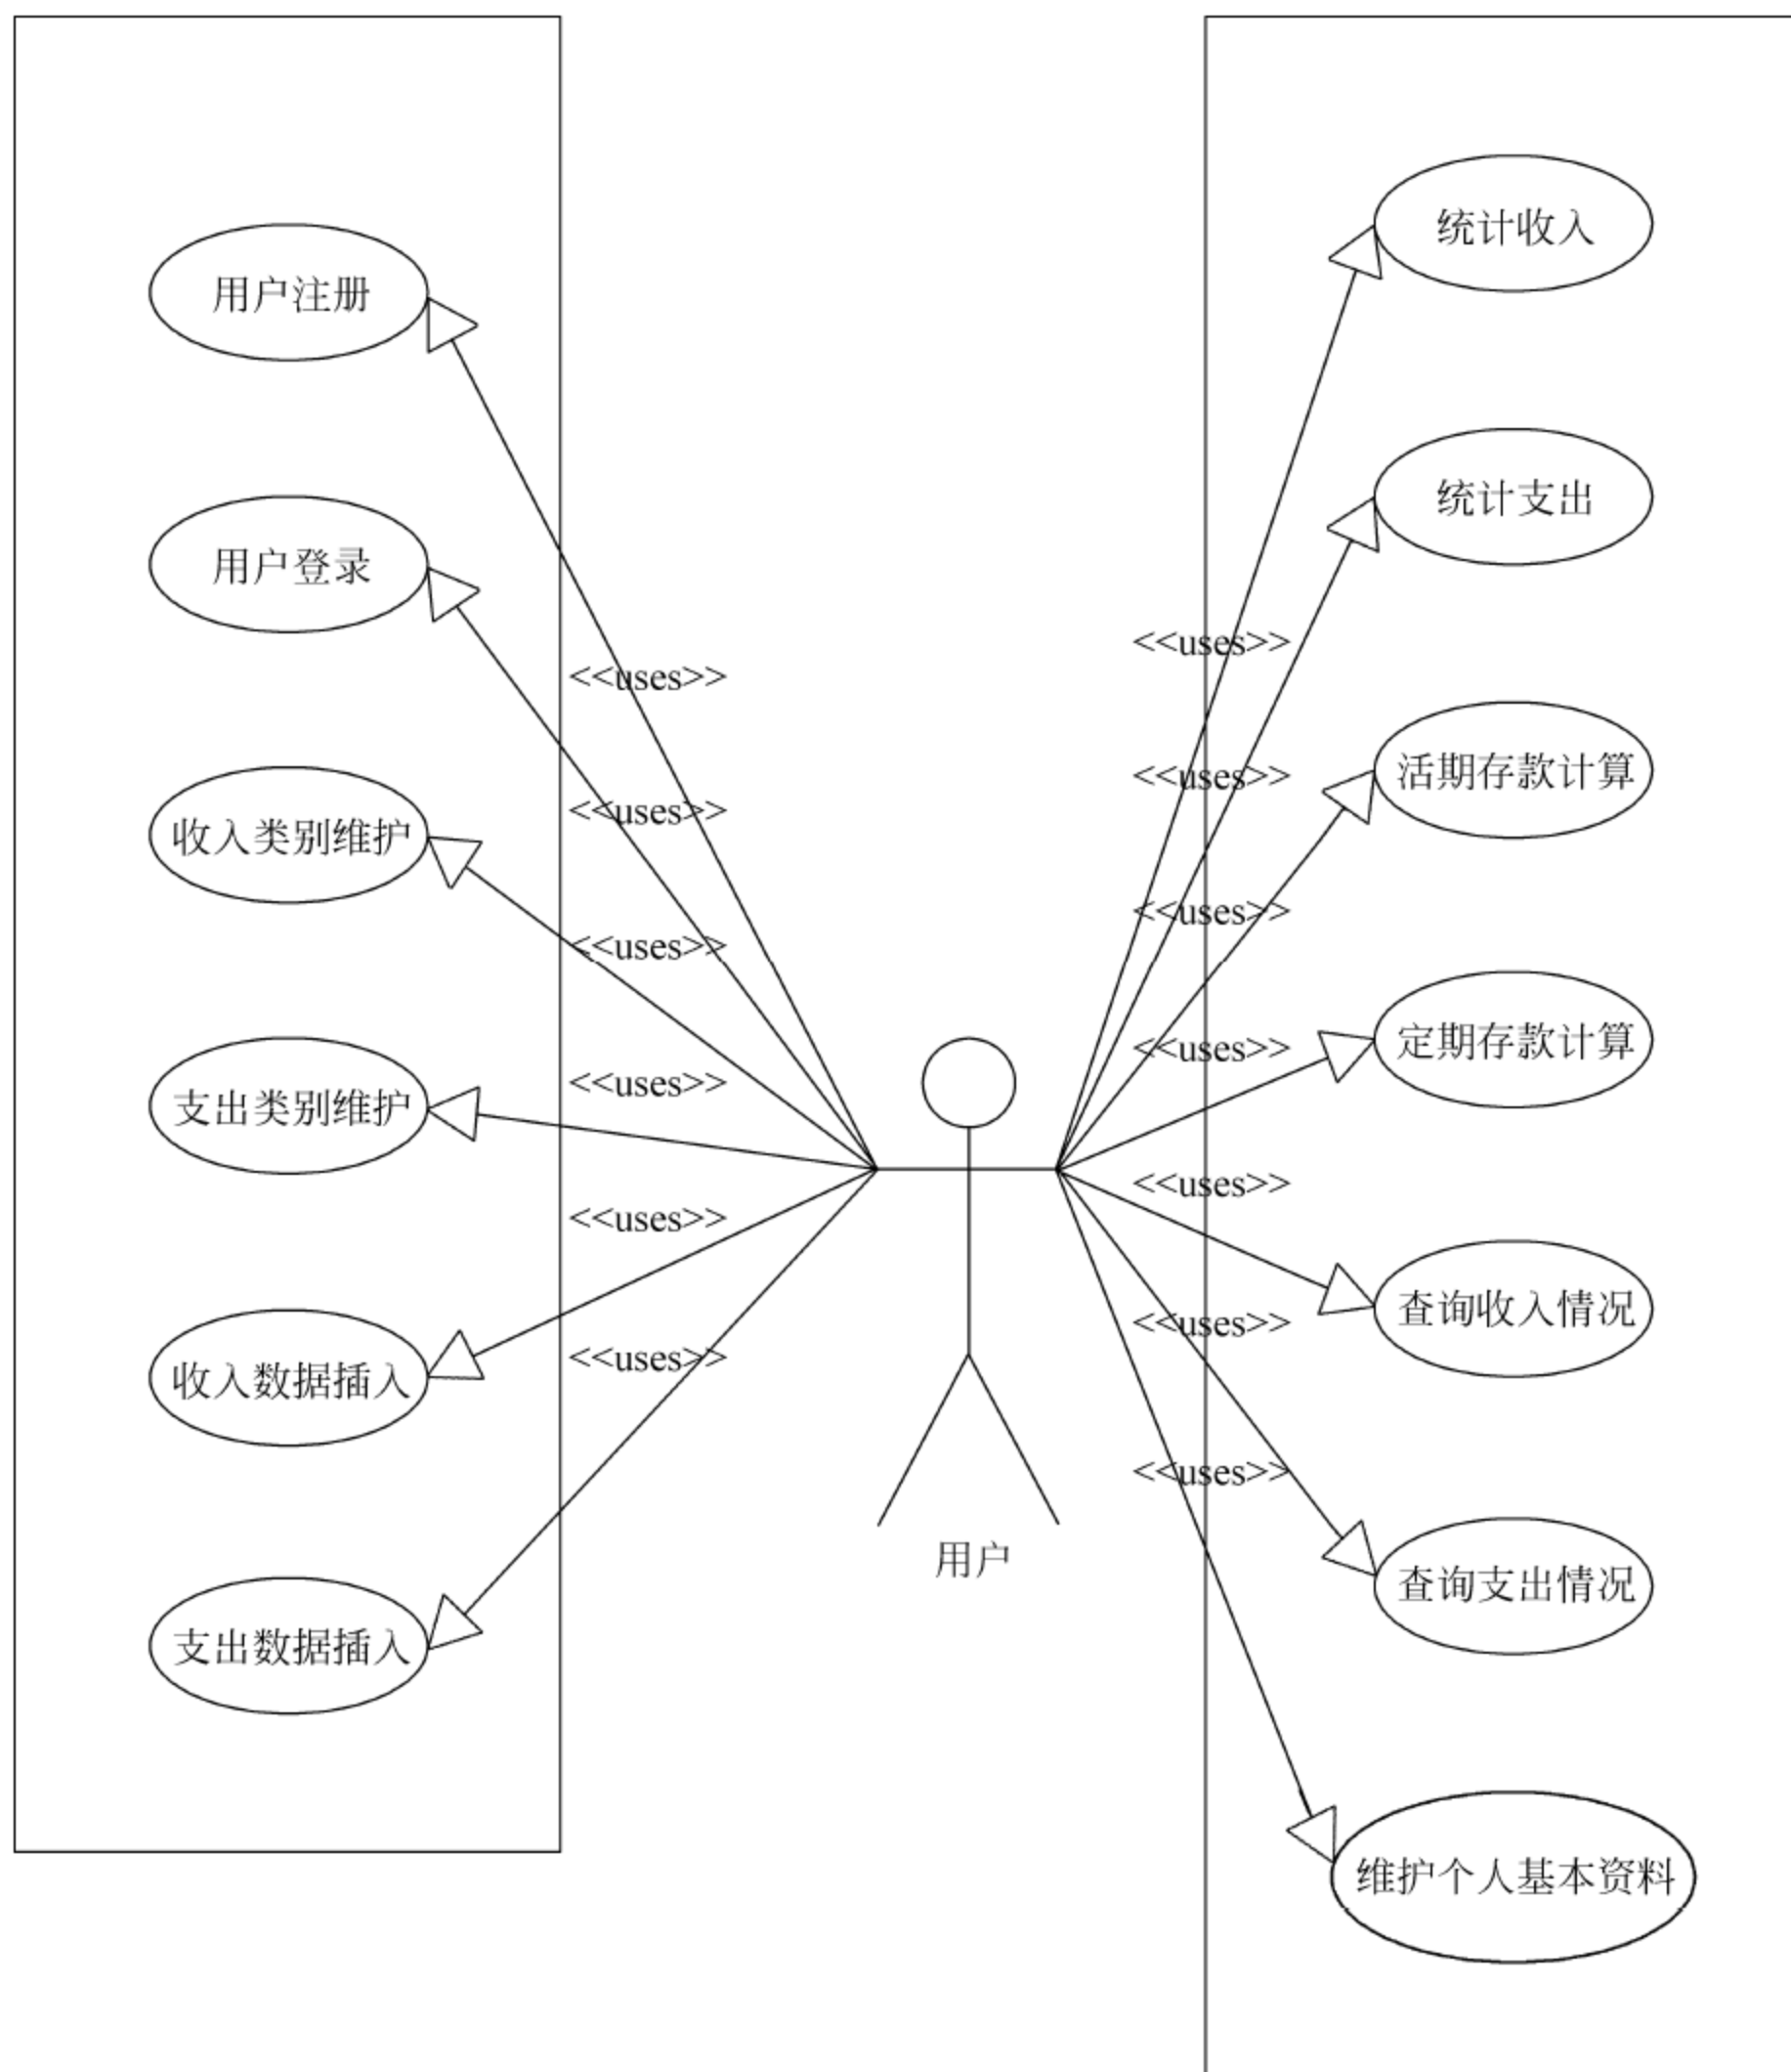 用户注册
用户登录
<<uses>>
<<uses>>
收入类别维护
<<uses>>
支出类别维护
<<uses>>
<<uses>>
收入数据插入
<<uses>>
支出数据插入
用户
统计收入
统计支出
<<uses>>
<<uses>>
活期存款计算
<<uses>>
定期存款计算
<<uses>>
<<uses>>
查询收入情况
<<uses>>
<<uses>>
查询支出情况
维护个人基本资料